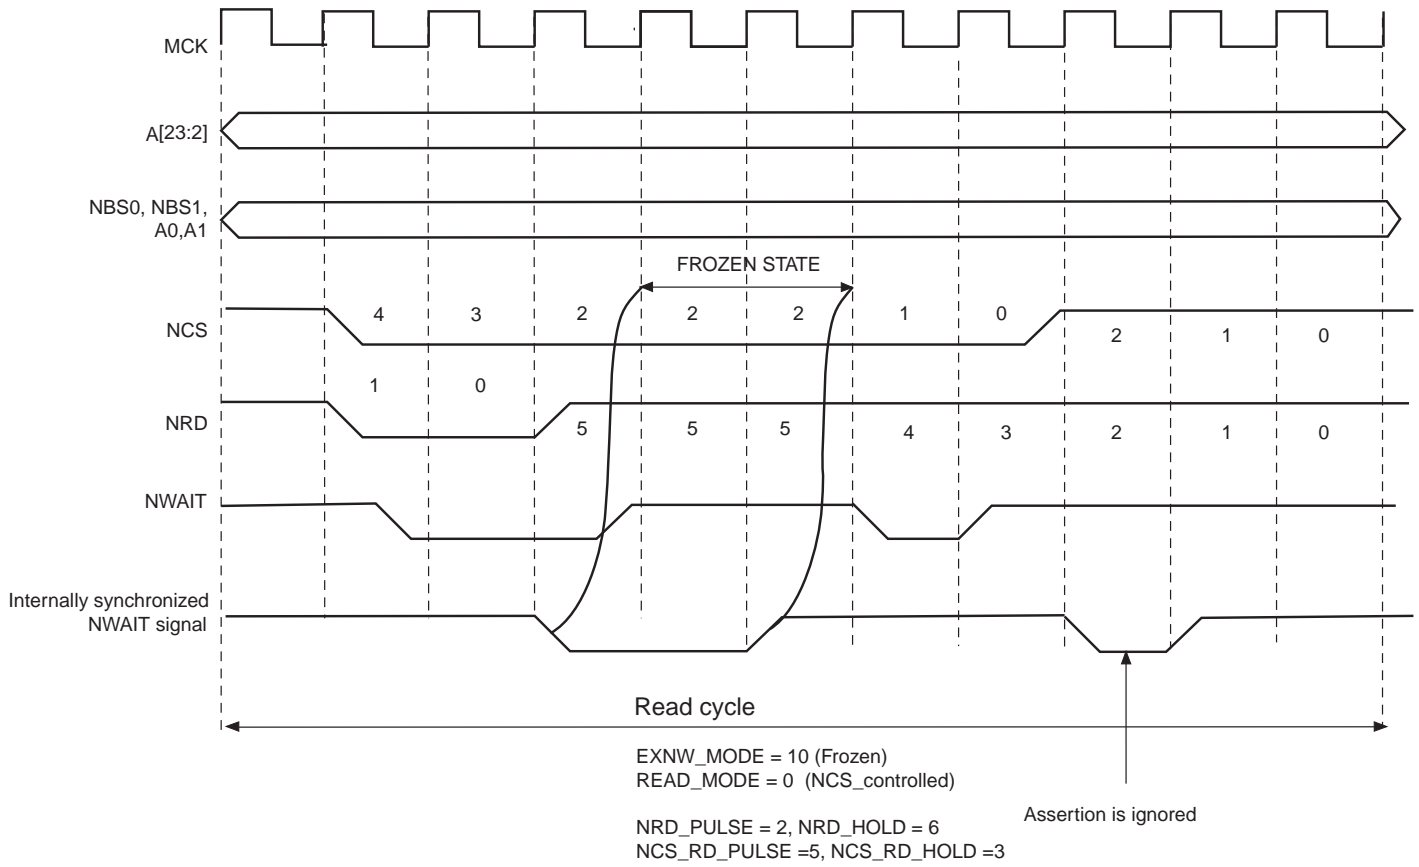 MCK
A[23:2]
NBS0, NBS1,
A0,A1
FROZEN STATE
NCS
4 3 2 2 2 1 0
2 1 0
1 0
NRD
5 5 5 4 3 2 1 0
NWAIT
Internally synchronized
NWAIT signal
Read cycle
EXNW_MODE = 10 (Frozen)
READ_MODE = 0 (NCS_controlled)
Assertion is ignored
NRD_PULSE = 2, NRD_HOLD = 6
NCS_RD_PULSE =5, NCS_RD_HOLD =3